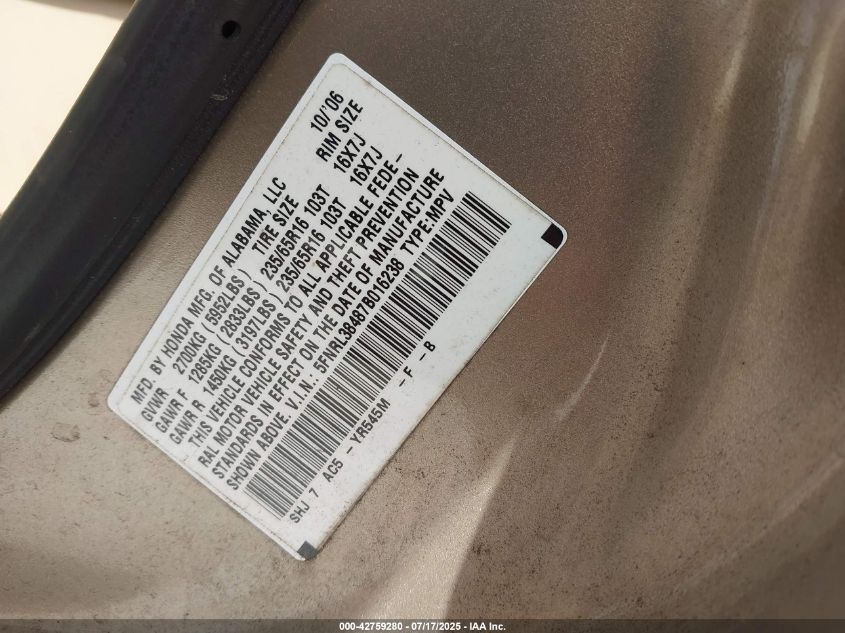 MFD. BY HONDA MFG. OF ALABAMA, LLC 10/'06
GVWR 2700KG (5952LBS) TIRE SIZE RIM SIZE
GAWR F 1285KG (2833LBS) 235/65R16 103T 16X7J
GAWR R 1450KG (3197LBS) 235/65R16 103T 16X7J
THIS VEHICLE CONFORMS TO ALL APPLICABLE FEDE-
RAL MOTOR VEHICLE SAFETY AND THEFT PREVENTION
STANDARDS IN EFFECT ON THE DATE OF MANUFACTURE
SHOWN ABOVE. V.I.N. 5FNRL38487B016238 TYPE:MPV
SHJ 7 AC5 -YR545M -F -B
000-42759280 - 07/17/2025 - IAA Inc.